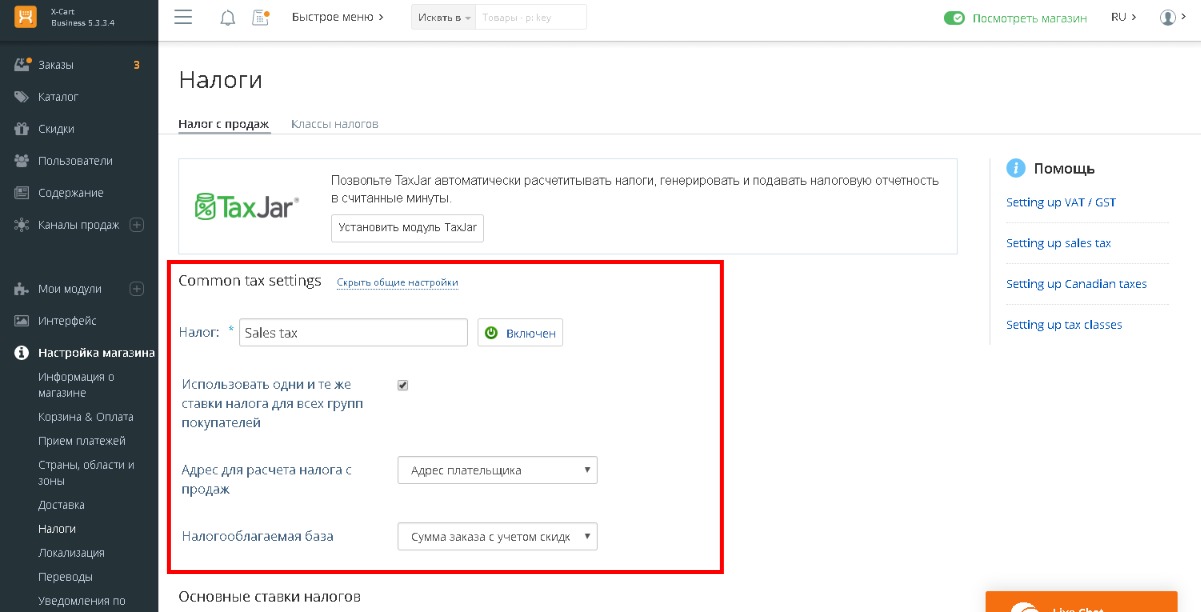 X-Cart
Business 5.3.3.4
Быстрое меню
Искать в
Товары - р: key
Посмотреть магазин
RU
Заказы
3
Каталог
Скидки
Пользователи
Содержание
Каналы продаж
Мои модули
Интерфейс
Настройка магазина
Информация о
магазине
Корзина & Оплата
Прием платежей
Страны, области и
зоны
Доставка
Налоги
Локализация
Переводы
Уведомления по
Налоги
Налог с продаж
Классы налогов
TaxJar
Позвольте TaxJar автоматически расчетитывать налоги, генерировать и подавать налоговую отчетность
в считанные минуты.
Установить модуль TaxJar
Common tax settings
Скрыть общие настройки
Налог: *
Sales tax
Включен
Использовать одни и те же
ставки налога для всех групп
покупателей
Адрес для расчета налога с
продаж
Адрес плательщика
Налогооблагаемая база
Сумма заказа с учетом скидк
Основные ставки налогов
Помощь
Setting up VAT / GST
Setting up sales tax
Setting up Canadian taxes
Setting up tax classes
Live Chat